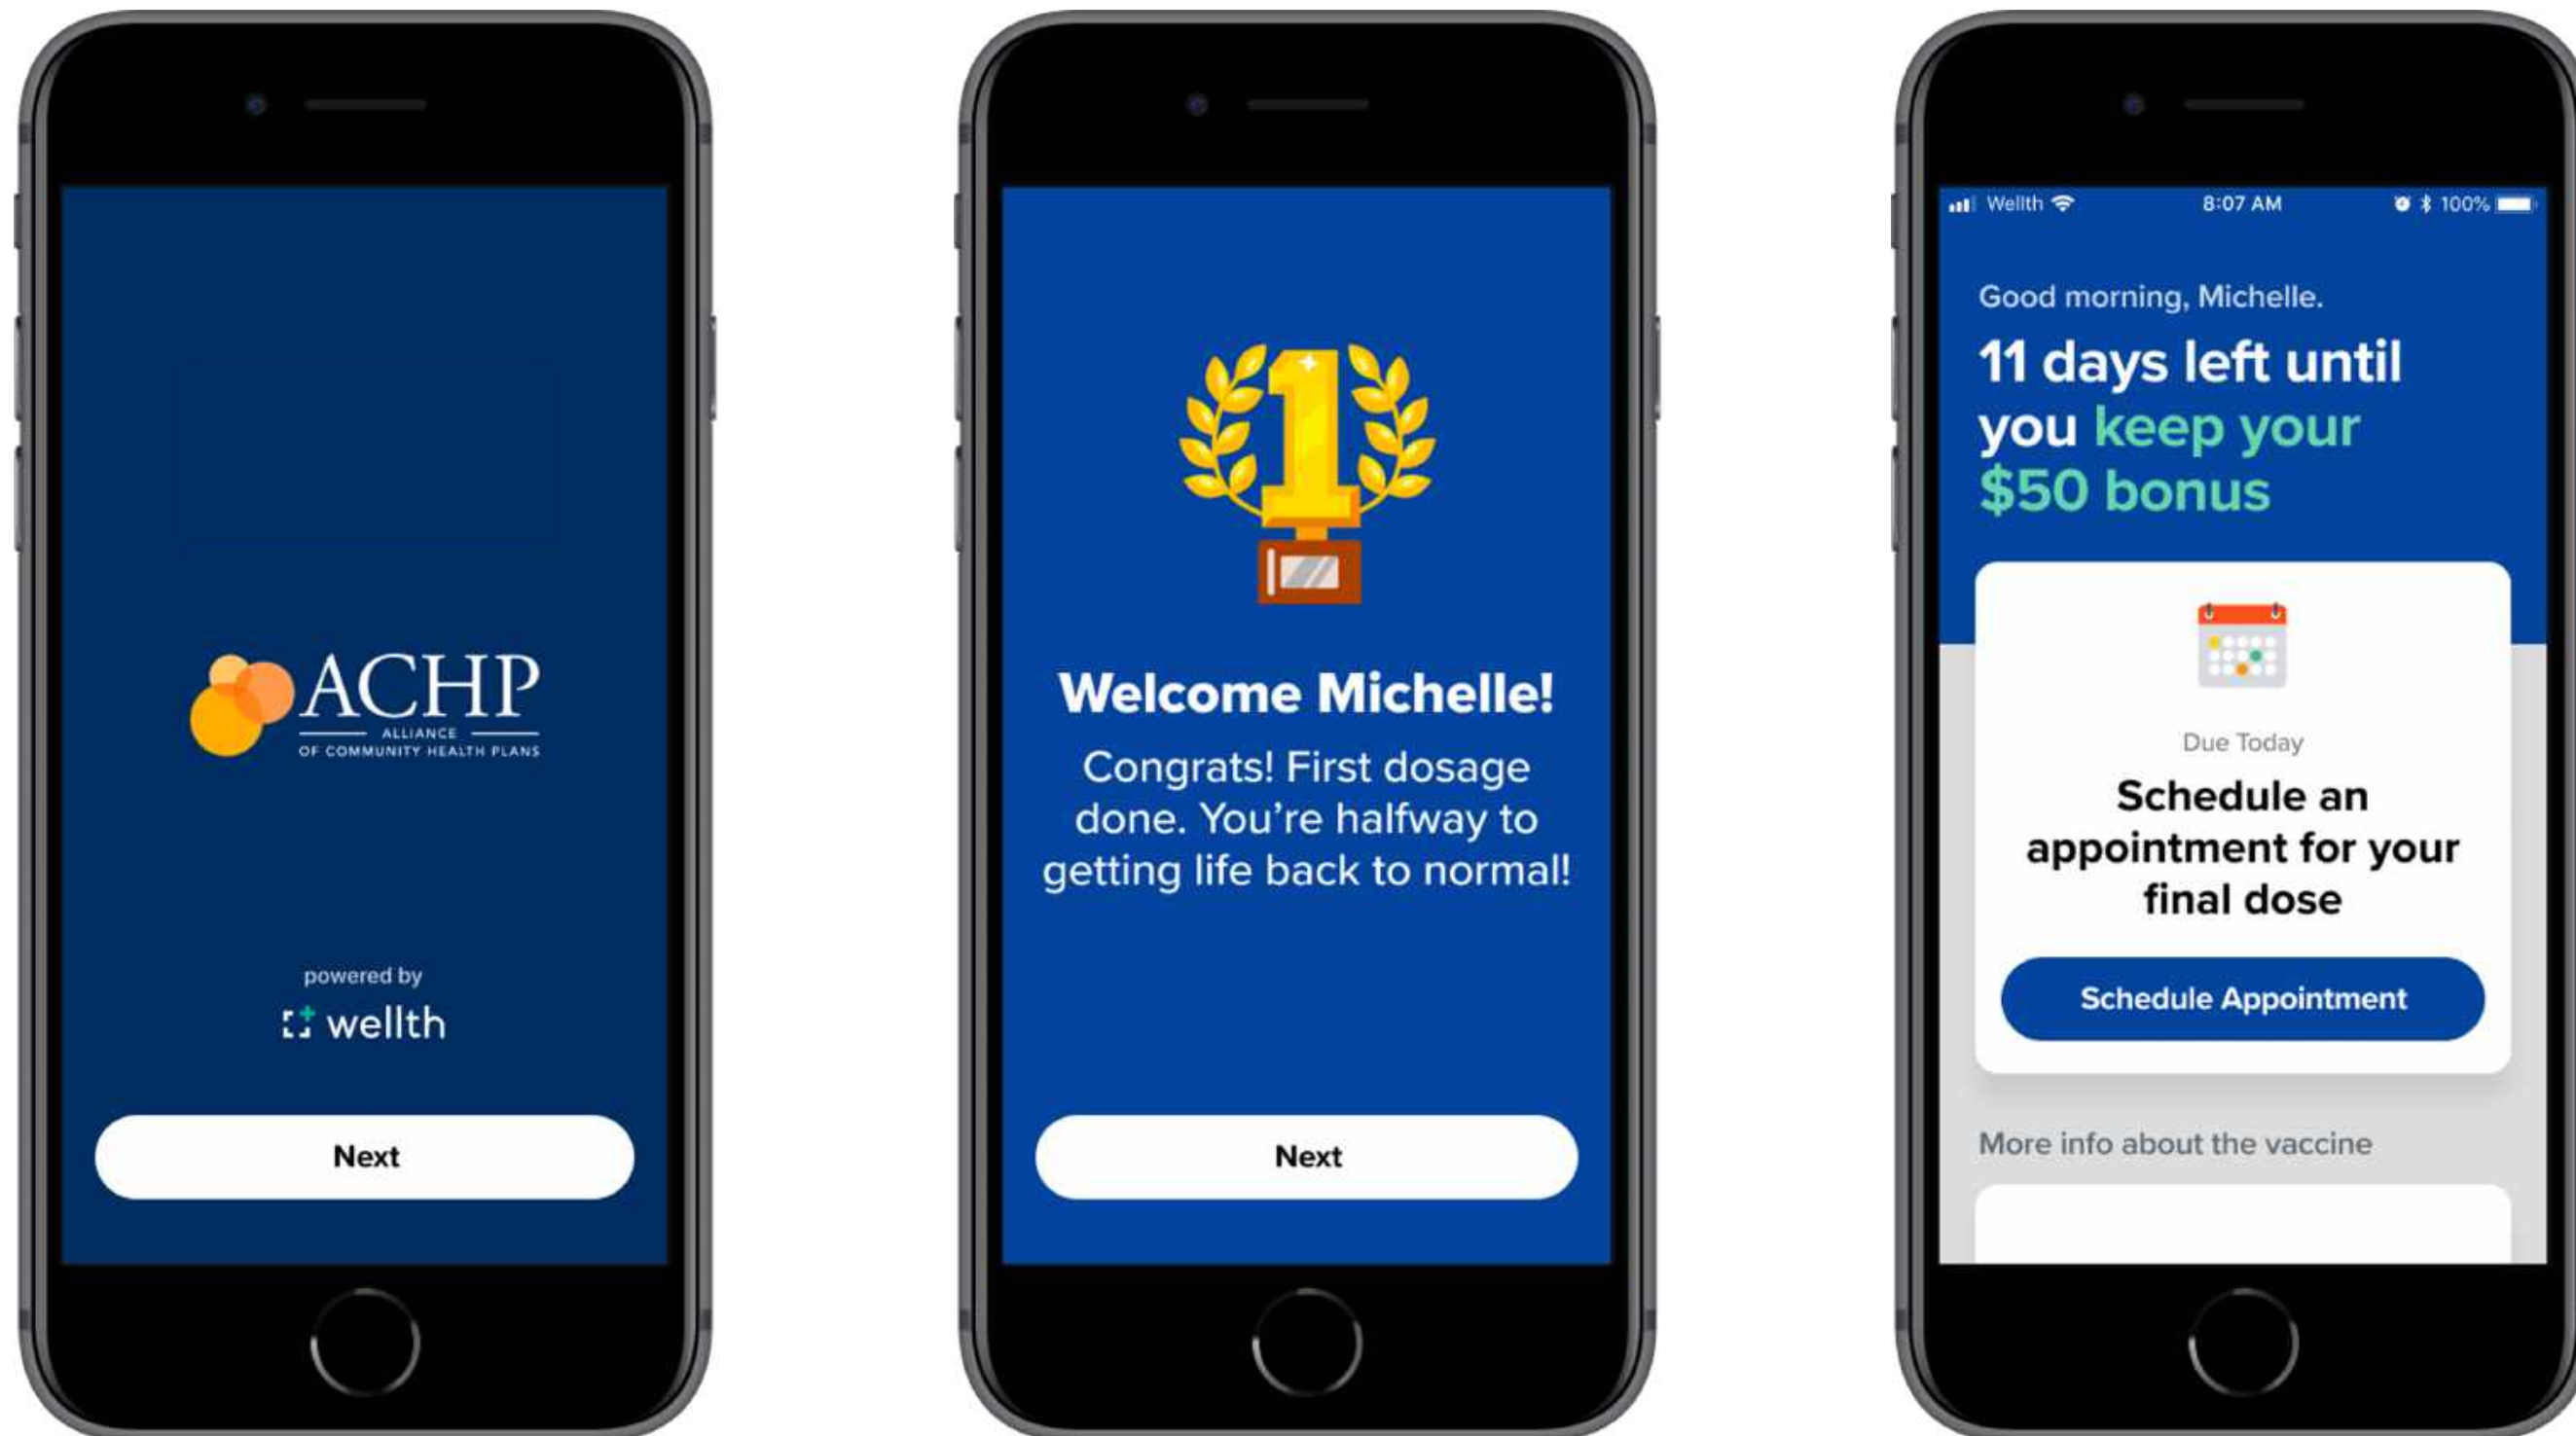 ACHP
ALLIANCE
OF COMMUNITY HEALTH PLANS
powered by
wellth
Next
1
Welcome Michelle!
Congrats! First dosage
done. You're halfway to
getting life back to normal!
Next
Wellth 8:07 AM 100%
Good morning, Michelle.
11 days left until
you keep your
$50 bonus
Due Today
Schedule an
appointment for your
final dose
Schedule Appointment
More info about the vaccine